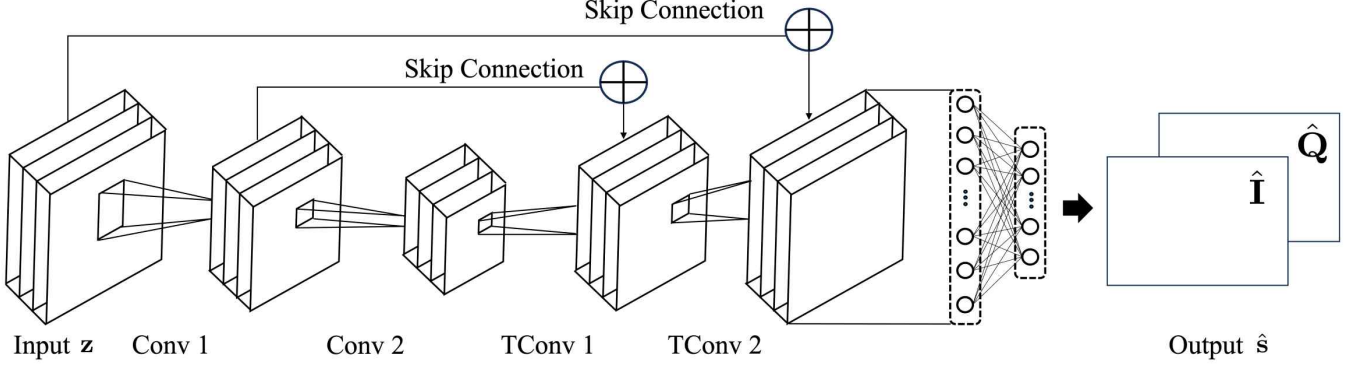 Skip Connection
Skip Connection
Q̂
Î
Input z
Conv 1
Conv 2
TConv 1
TConv 2
Output ŝ